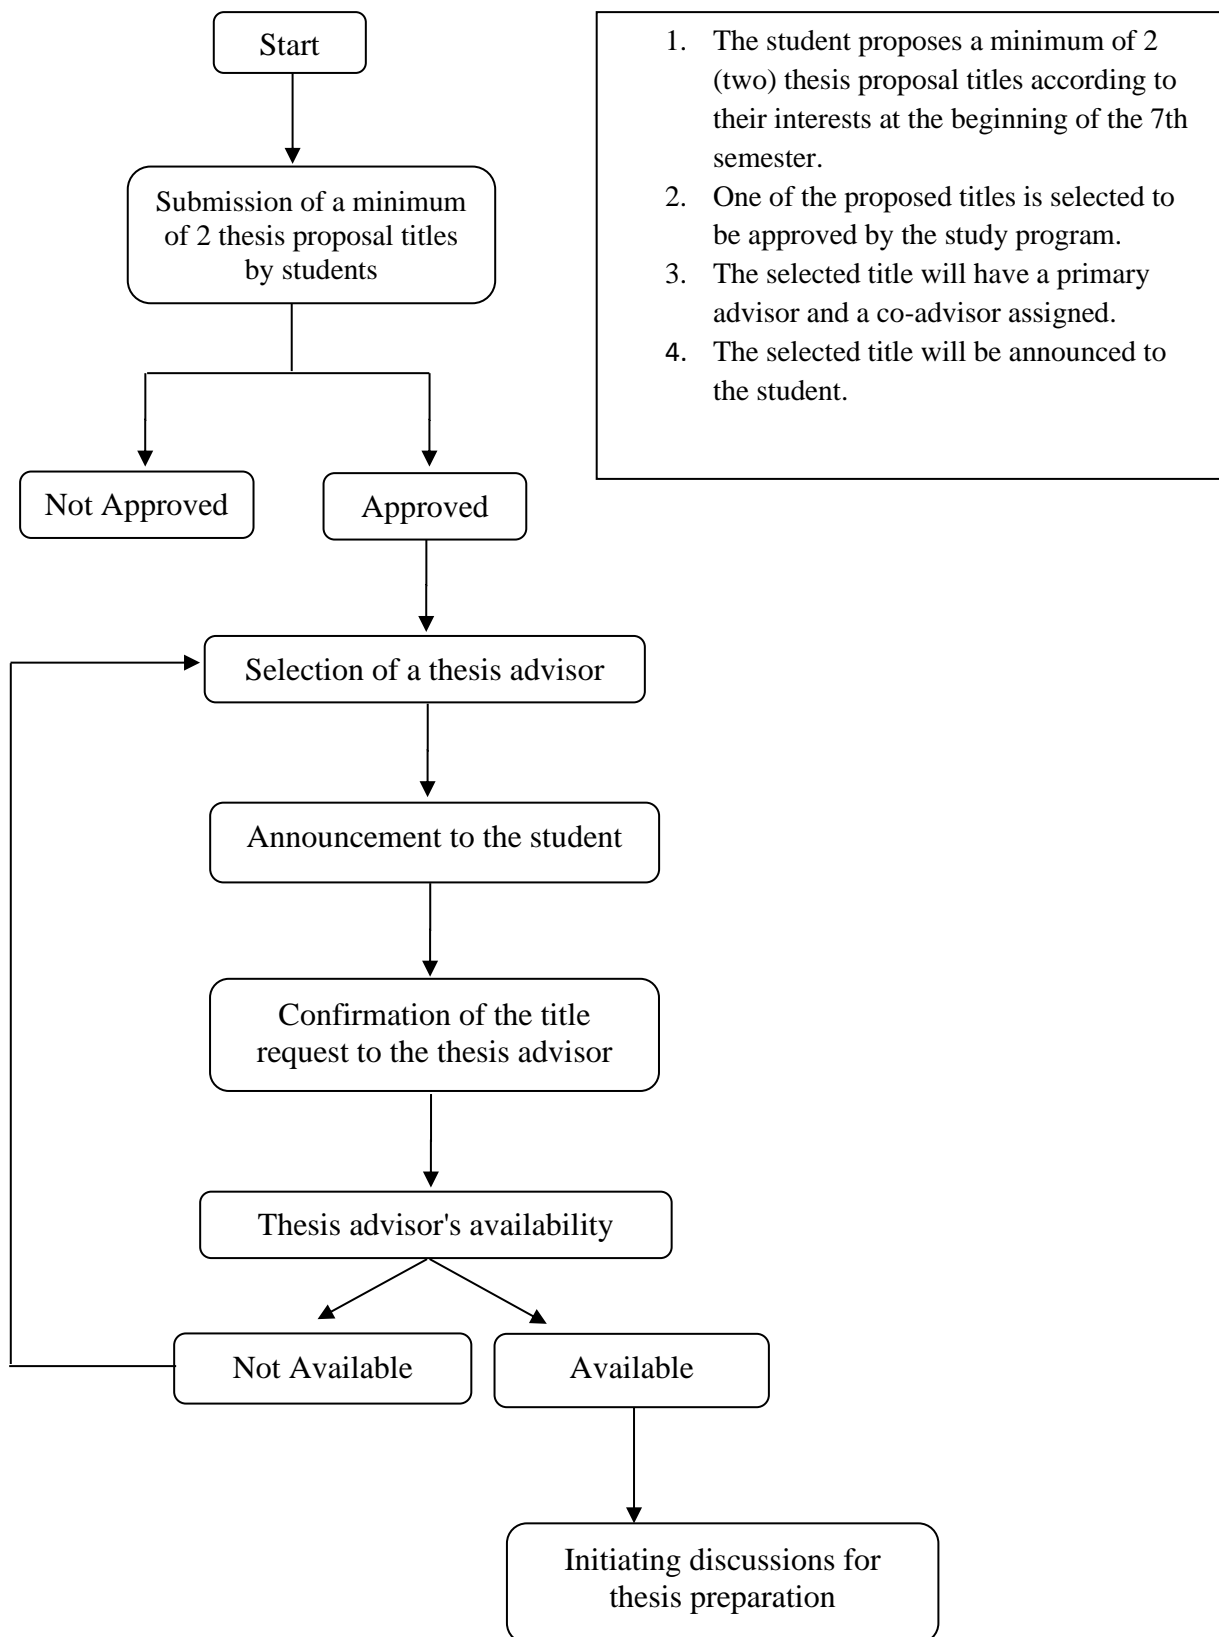 Start
Submission of a minimum
of 2 thesis proposal titles
by students
Not Approved
Approved
Selection of a thesis advisor
Announcement to the student
Confirmation of the title
request to the thesis advisor
Thesis advisor's availability
Not Available
Available
Initiating discussions for
thesis preparation
1. The student proposes a minimum of 2
(two) thesis proposal titles according to
their interests at the beginning of the 7th
semester.
2. One of the proposed titles is selected to
be approved by the study program.
3. The selected title will have a primary
advisor and a co-advisor assigned.
4. The selected title will be announced to
the student.